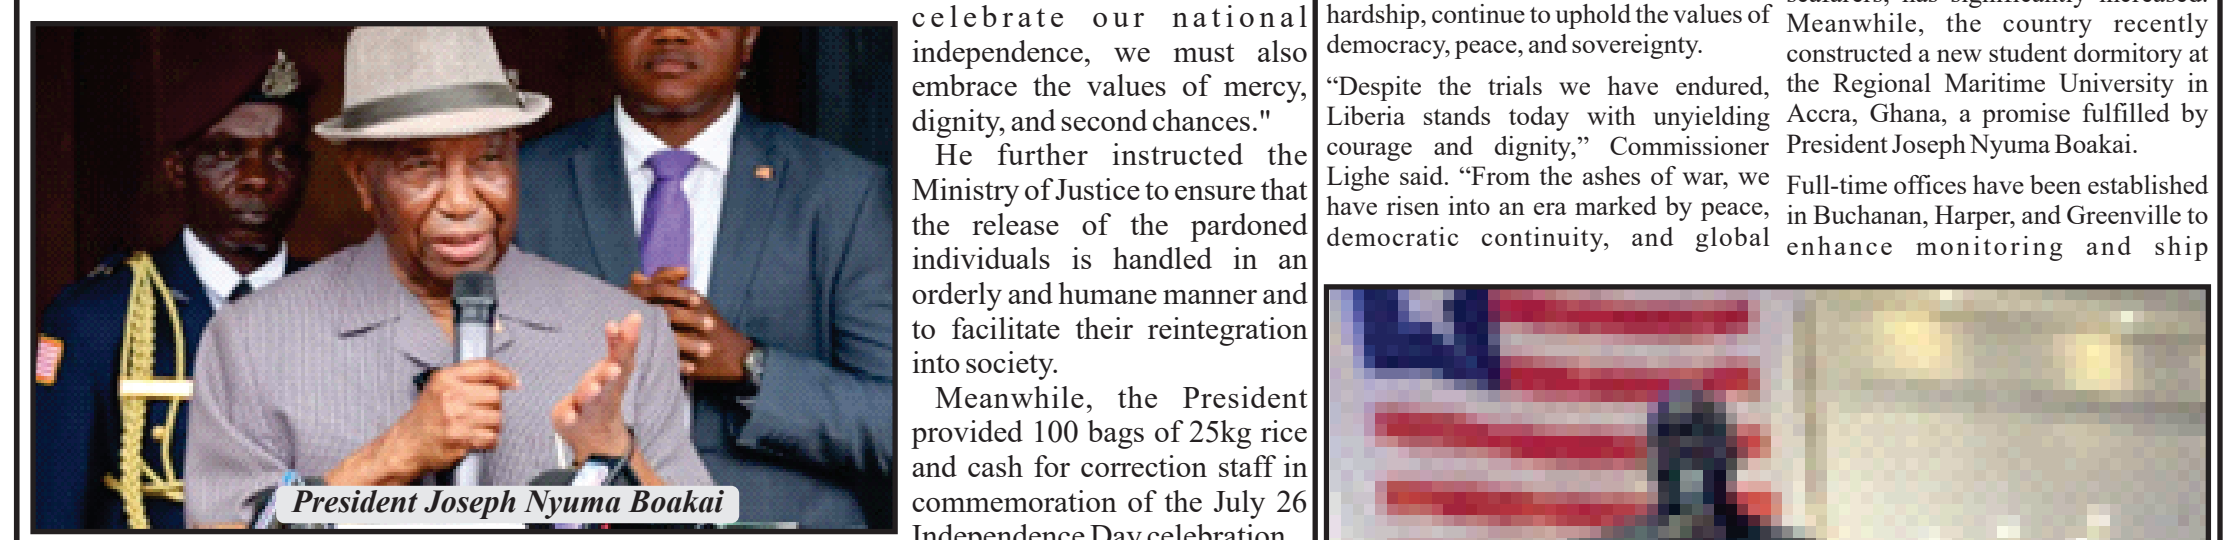 President Joseph Nyuma Boakai
celebrate our national
independence, we must also
embrace the values of mercy,
dignity, and second chances."
He further instructed the
Ministry of Justice to ensure that
the release of the pardoned
individuals is handled in an
orderly and humane manner and
to facilitate their reintegration
into society.
Meanwhile, the President
provided 100 bags of 25kg rice
and cash for correction staff in
commemoration of the July 26
Independence Day celebration
hardship, continue to uphold the values of
democracy, peace, and sovereignty.
“Despite the trials we have endured,
Liberia stands today with unyielding
courage and dignity,” Commissioner
Lighe said. “From the ashes of war, we
have risen into an era marked by peace,
democratic continuity, and global
seafarers, has significantly increased.
Meanwhile, the country recently
constructed a new student dormitory at
the Regional Maritime University in
Accra, Ghana, a promise fulfilled by
President Joseph Nyuma Boakai.
Full-time offices have been established
in Buchanan, Harper, and Greenville to
enhance monitoring and ship